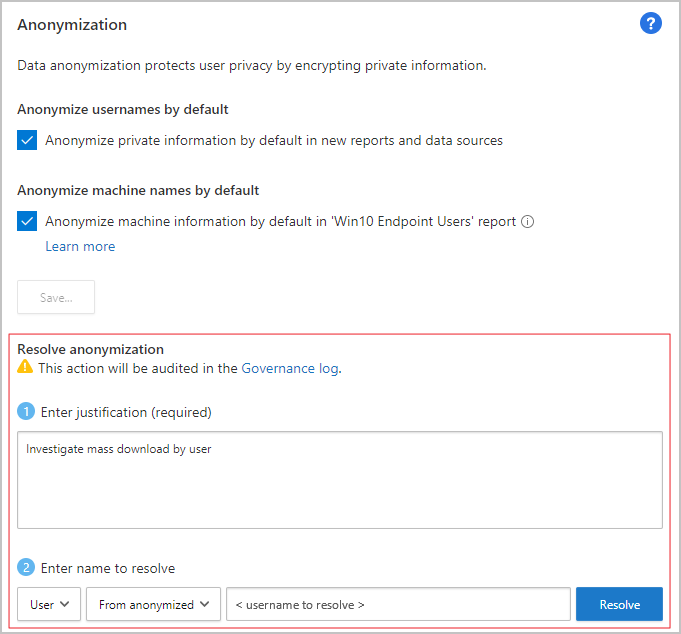 Anonymization
?
Data anonymization protects user privacy by encrypting private information.
Anonymize usernames by default
Anonymize private information by default in new reports and data sources
Anonymize machine names by default
Anonymize machine information by default in 'Win10 Endpoint Users' report
Learn more
Save...
Resolve anonymization
This action will be audited in the Governance log.
1 Enter justification (required)
Investigate mass download by user
2 Enter name to resolve
User From anonymized < username to resolve > Resolve